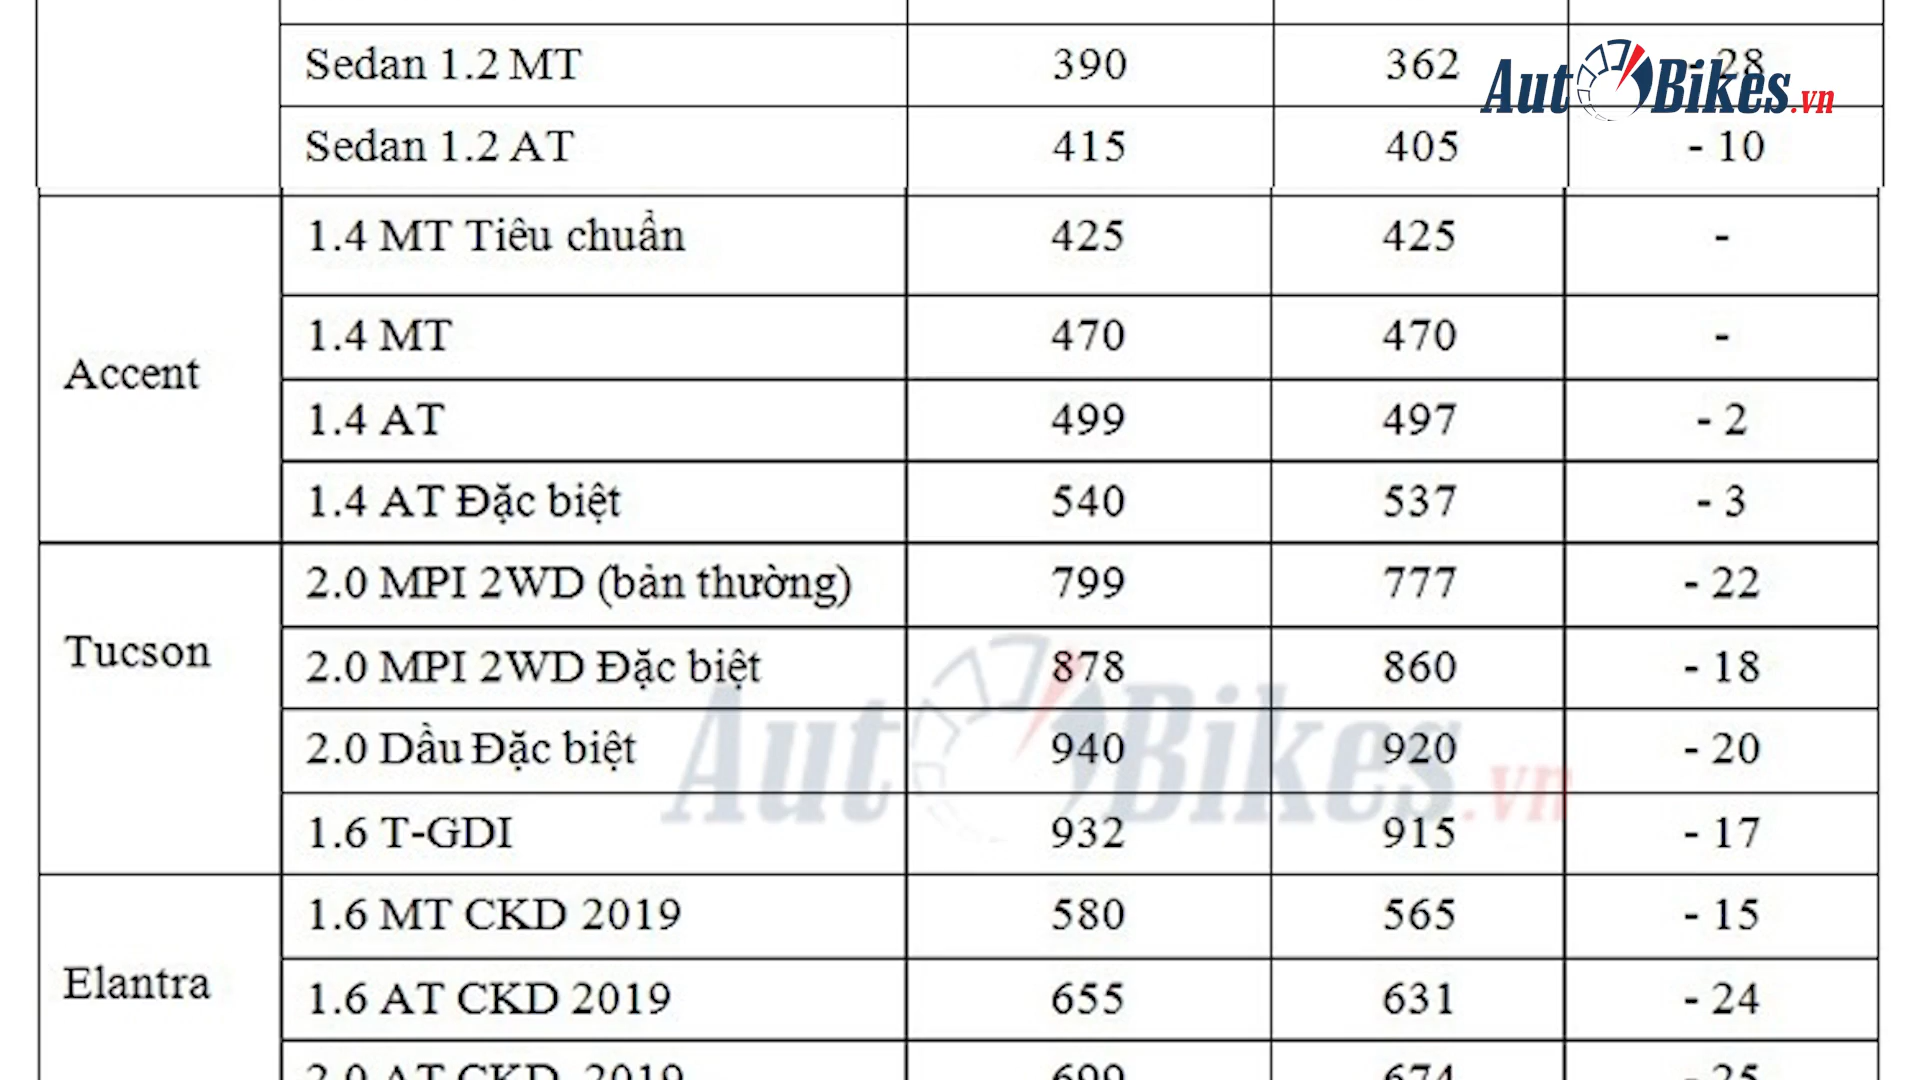 Sedan 1.2 MT 390 362 - 28
AutoBikes.vn
Sedan 1.2 AT 415 405 - 10
Accent
1.4 MT Tiêu chuẩn 425 425 -
1.4 MT 470 470 -
1.4 AT 499 497 - 2
1.4 AT Đặc biệt 540 537 - 3
Tucson
2.0 MPI 2WD (bản thường) 799 777 - 22
2.0 MPI 2WD Đặc biệt 878 860 - 18
2.0 Dầu Đặc biệt 940 920 - 20
AutoBikes.vn
1.6 T-GDI 932 915 - 17
Elantra
1.6 MT CKD 2019 580 565 - 15
1.6 AT CKD 2019 655 631 - 24
2.0 AT CKD 2019 699 674 - 25